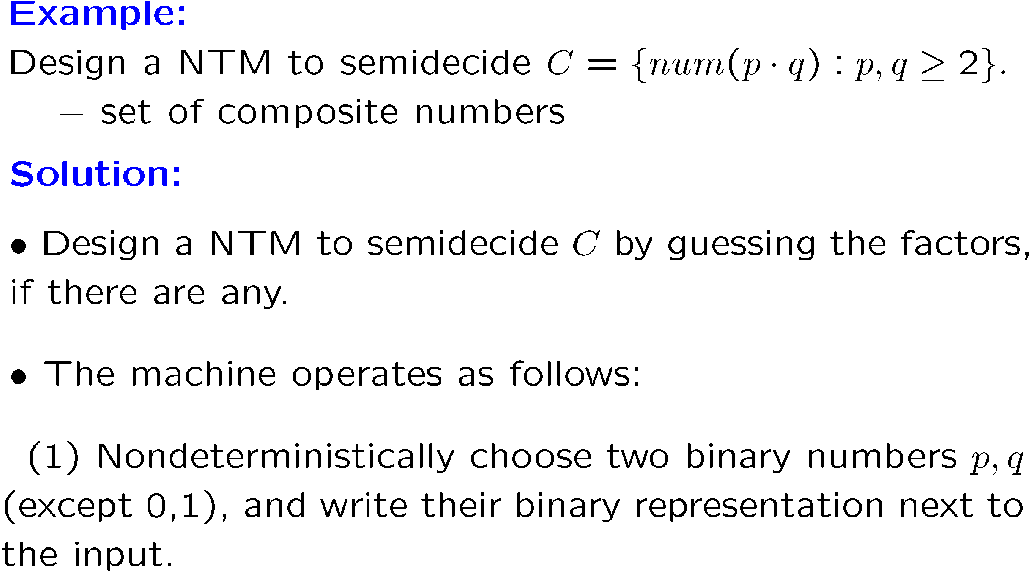 Example:
Design a NTM to semidecide C = {num(p · q) : p, q ≥ 2}.
− set of composite numbers
Solution:
• Design a NTM to semidecide C by guessing the factors,
if there are any.
• The machine operates as follows:
(1) Nondeterministically choose two binary numbers p, q
(except 0,1), and write their binary representation next to
the input.